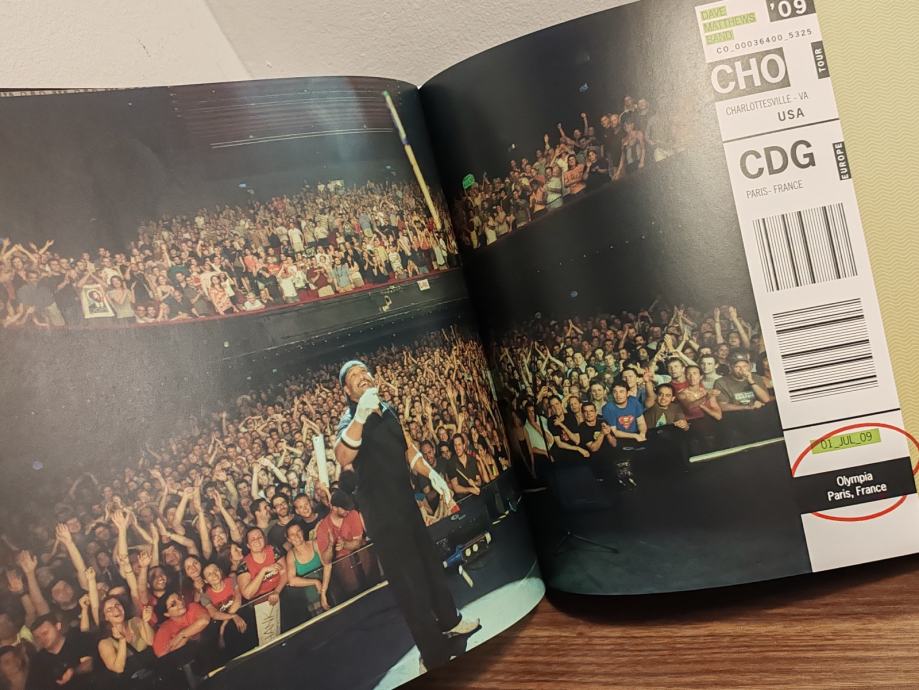 DAVE
MATTHEWS
BAND
'09
CO_00036400_5325
TOUR
CHO
CHARLOTTESVILLE - VA
USA
CDG
EUROPE
PARIS - FRANCE
01_JUL_09
Olympia
Paris, France